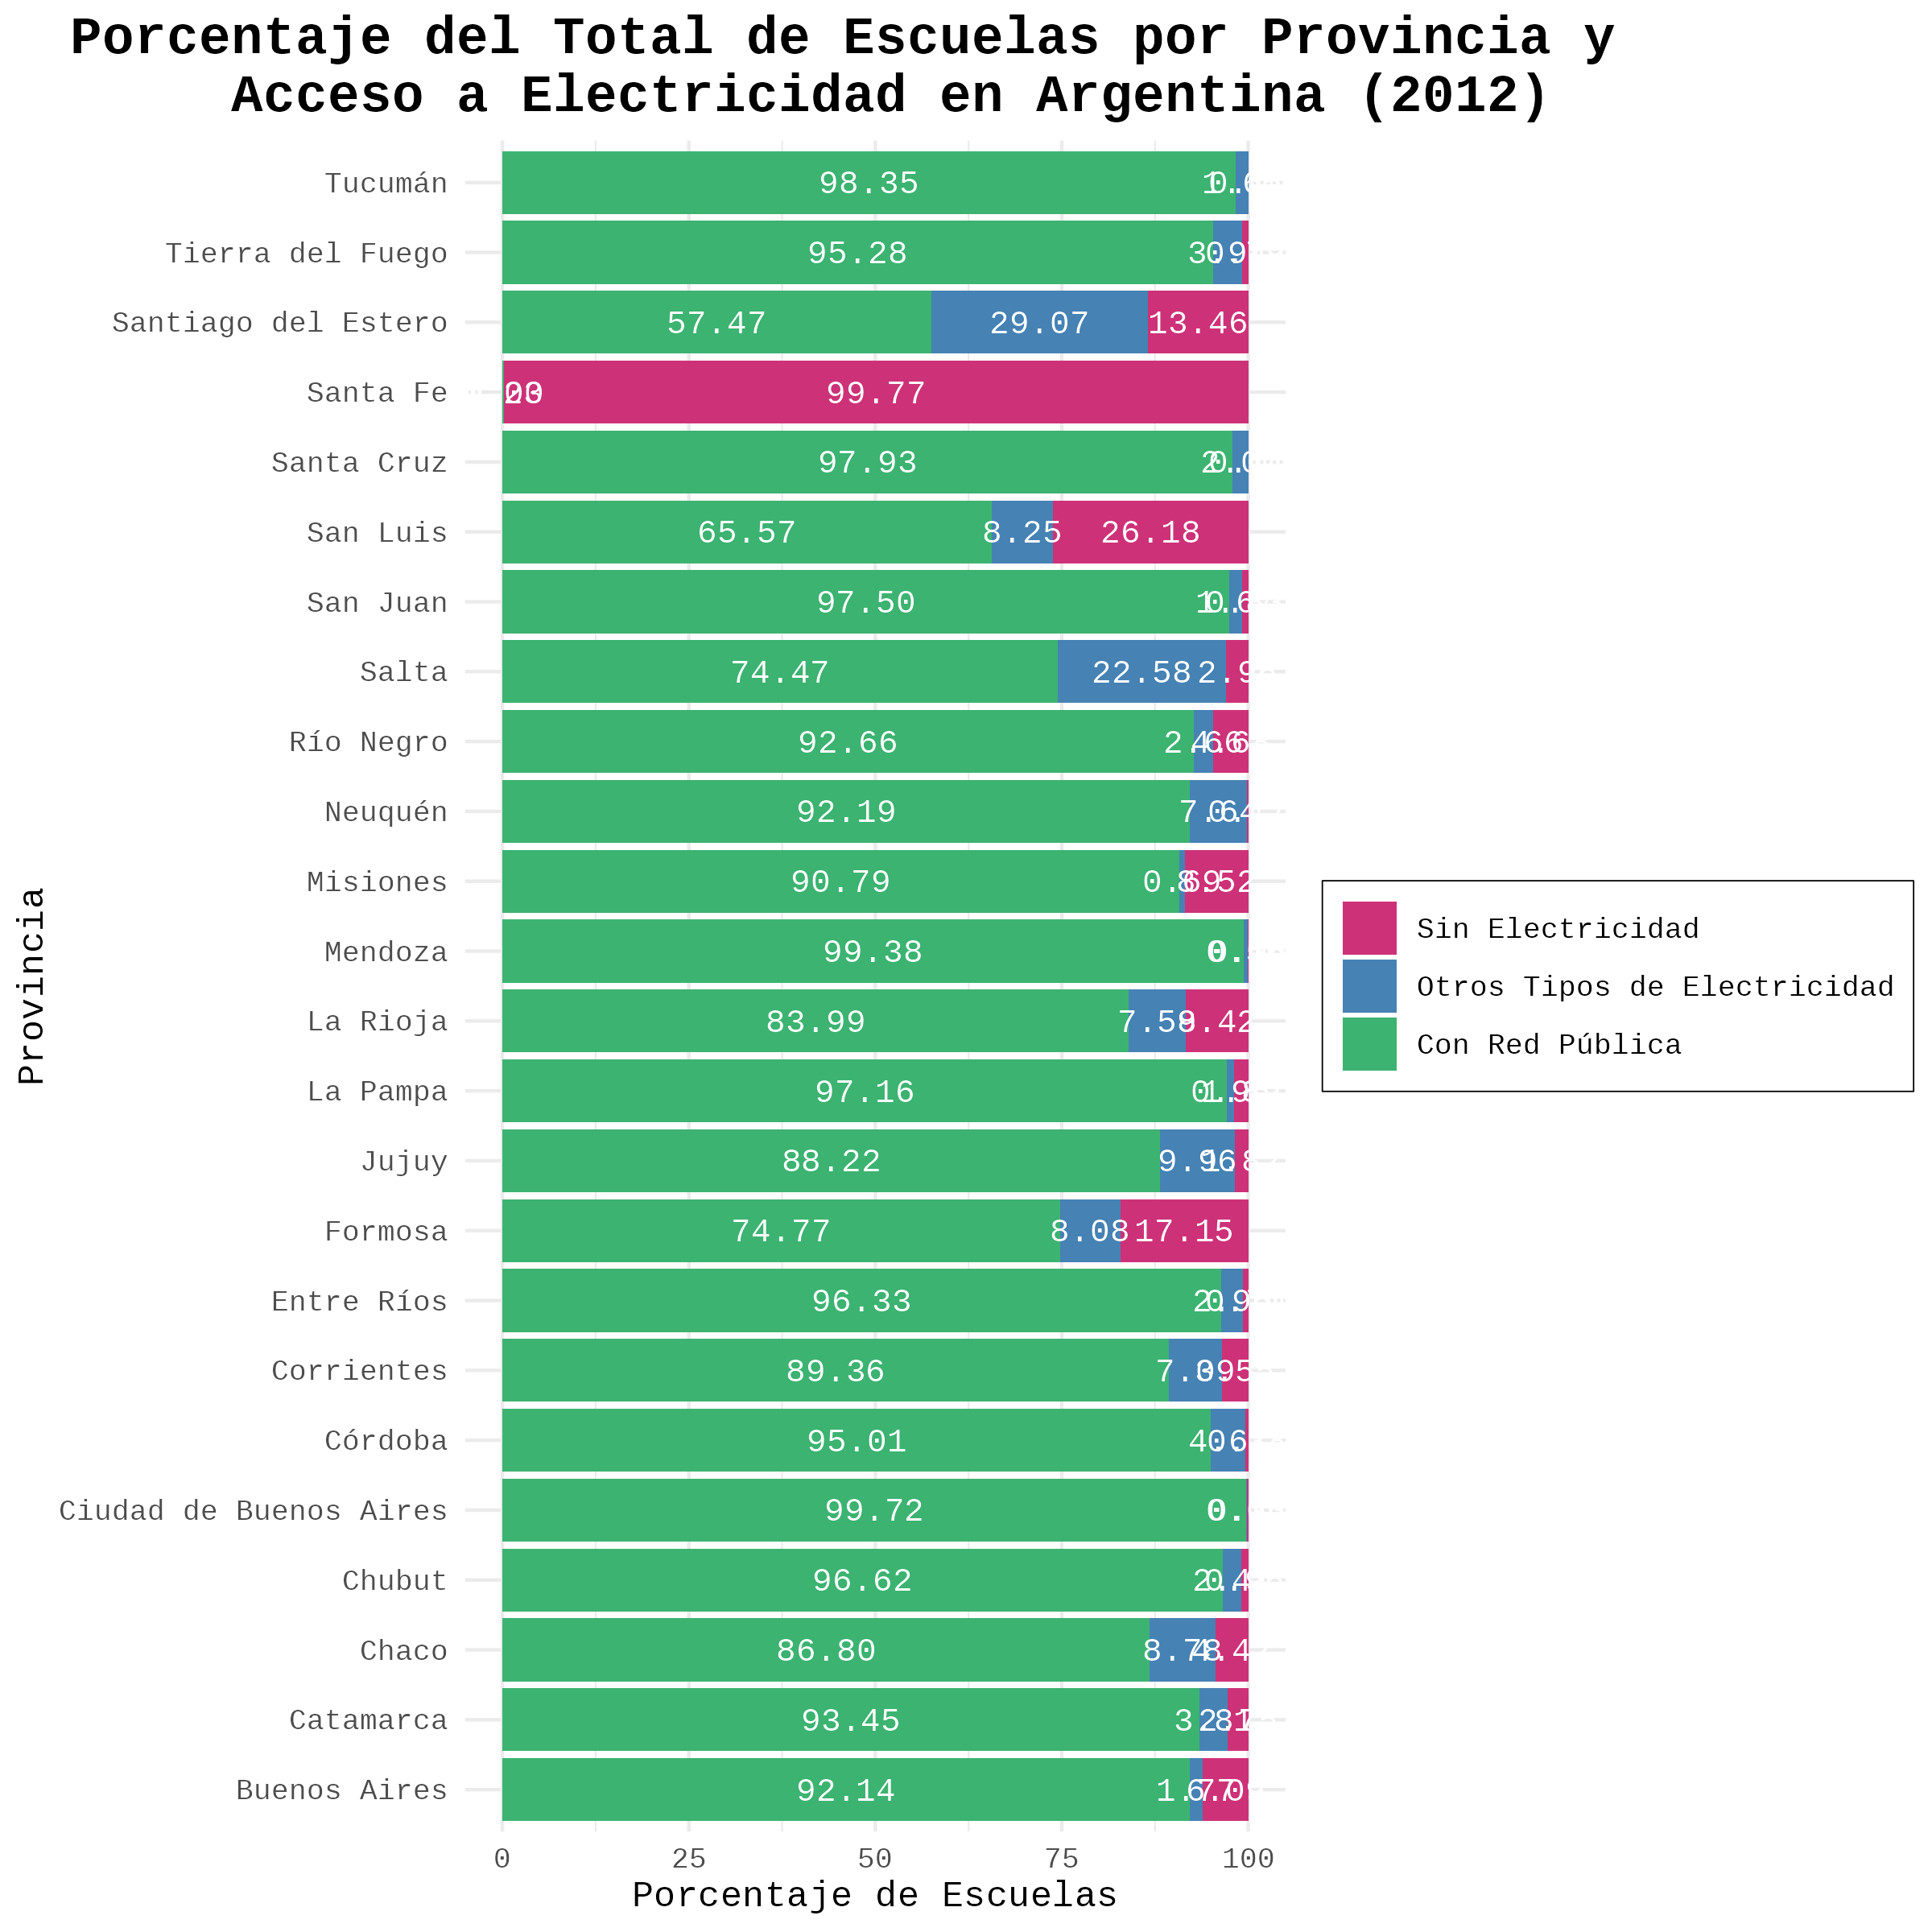 Porcentaje del Total de Escuelas por Provincia y
Acceso a Electricidad en Argentina (2012)
Provincia
Tucumán 98.35
Tierra del Fuego 95.28
Santiago del Estero 57.47 29.07 13.46
Santa Fe 99.77
Santa Cruz 97.93
San Luis 65.57 8.25 26.18
San Juan 97.50
Salta 74.47 22.58
Río Negro 92.66
Neuquén 92.19
Misiones 90.79
Mendoza 99.38
La Rioja 83.99
La Pampa 97.16
Jujuy 88.22
Formosa 74.77 8.08 17.15
Entre Ríos 96.33
Corrientes 89.36
Córdoba 95.01
Ciudad de Buenos Aires 99.72
Chubut 96.62
Chaco 86.80
Catamarca 93.45
Buenos Aires 92.14
0 25 50 75 100
Porcentaje de Escuelas
Sin Electricidad
Otros Tipos de Electricidad
Con Red Pública